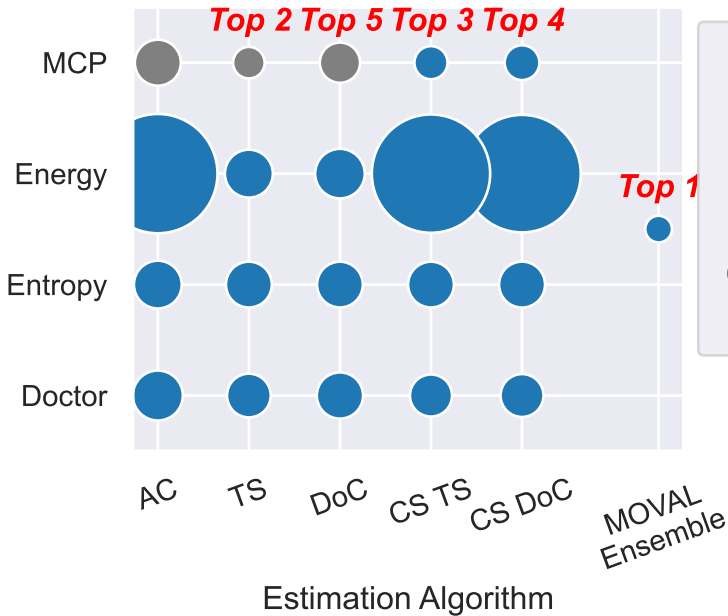 Top 2 Top 5 Top 3 Top 4
MCP
Energy
Top 1
Entropy
Doctor
AC
TS
DoC
CS TS
CS DoC
MOVAL
Ensemble
Estimation Algorithm